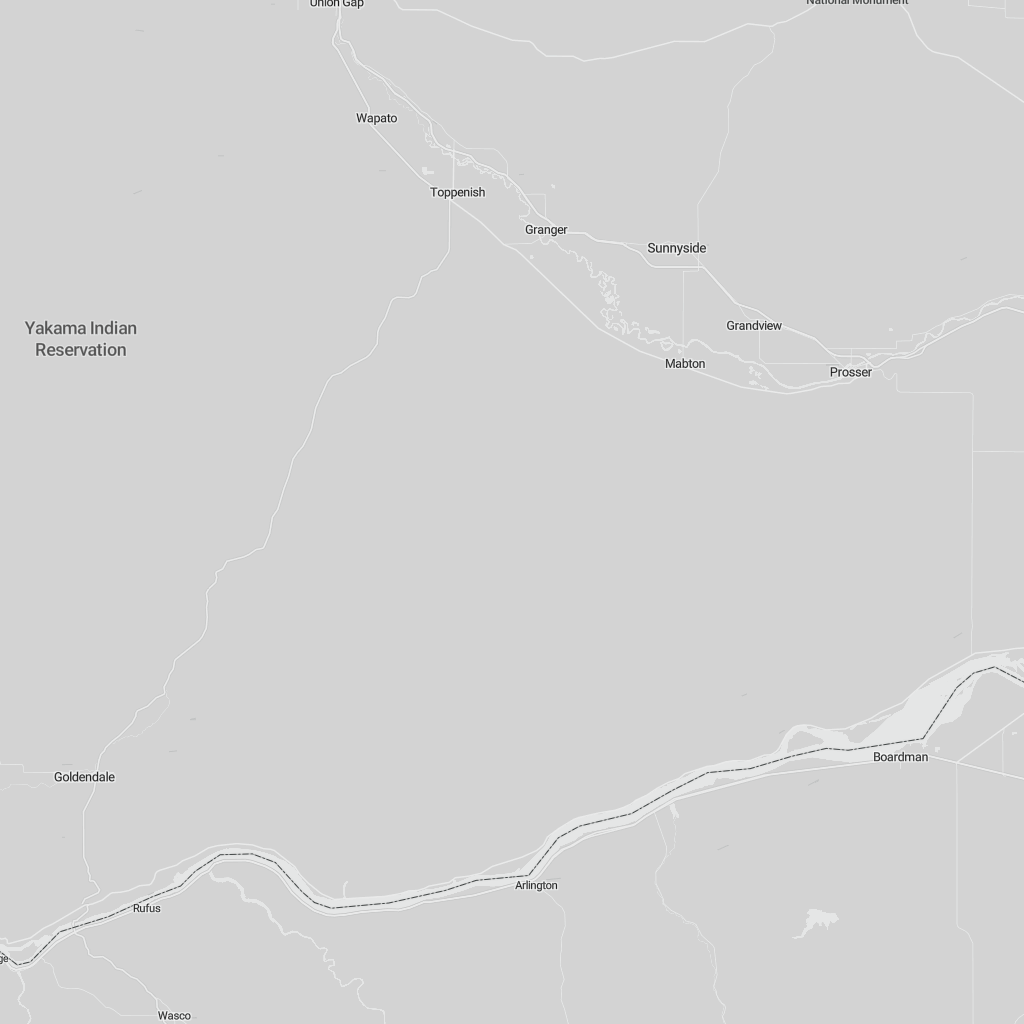 Union Gap
National Monument
Wapato
Toppenish
Granger
Sunnyside
Yakama Indian
Reservation
Grandview
Mabton
Prosser
Boardman
Goldendale
Arlington
Rufus
ge
Wasco